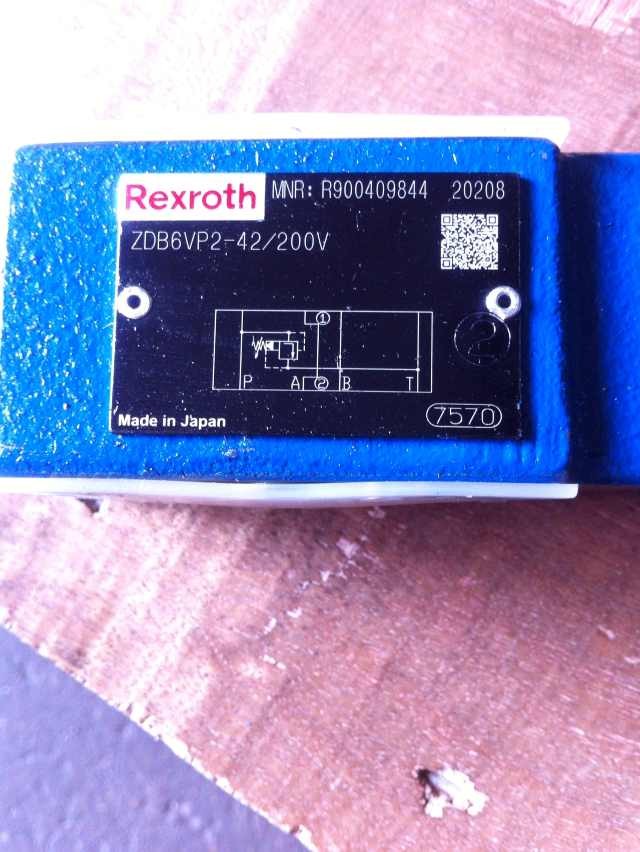 Rexroth MNR: R900409844 20208
ZDB6VP2-42/200V
①
2
P A ② B T
Made in Japan 7570